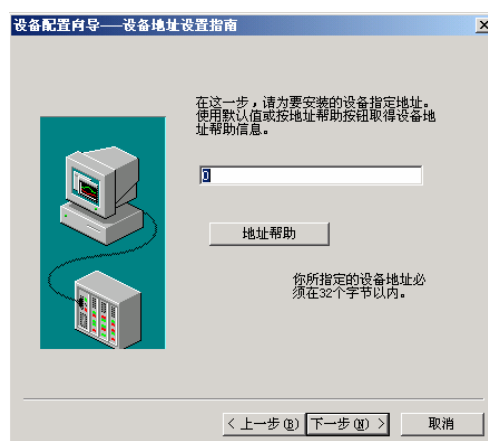 设备配置向导——设备地址设置指南
在这一步，请为要安装的设备指定地址。
使用默认值或按地址帮助按钮取得设备地
址帮助信息。
0
地址帮助
你所指定的设备地址必
须在32个字节以内。
< 上一步(B) 下一步(N) > 取消